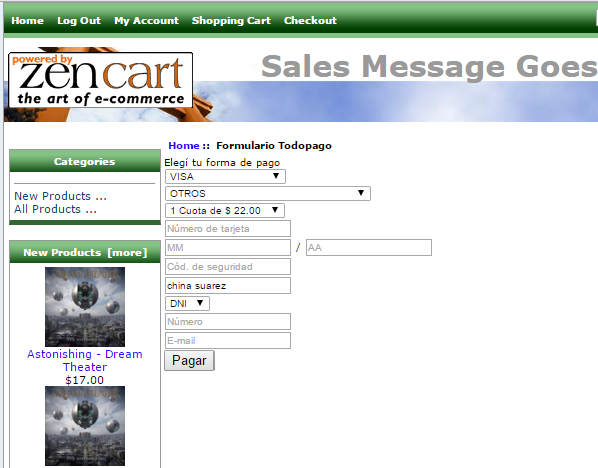 Home Log Out My Account Shopping Cart Checkout
powered by
zen cart
the art of e-commerce
Sales Message Goes
Home :: Formulario Todopago
Categories
New Products ...
All Products ...
New Products [more]
Astonishing - Dream
Theater
$17.00
Elegí tu forma de pago
VISA
OTROS
1 Cuota de $ 22.00
Número de tarjeta
MM / AA
Cód. de seguridad
china suarez
DNI
Número
E-mail
Pagar